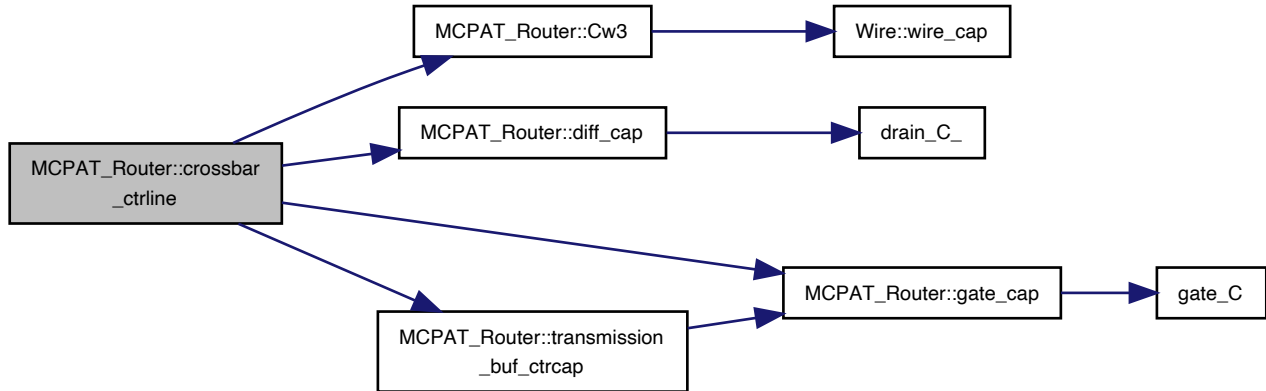 MCPAT_Router::Cw3
Wire::wire_cap
MCPAT_Router::diff_cap
drain_C_
MCPAT_Router::crossbar
_ctrline
MCPAT_Router::gate_cap
gate_C
MCPAT_Router::transmission
_buf_ctrcap